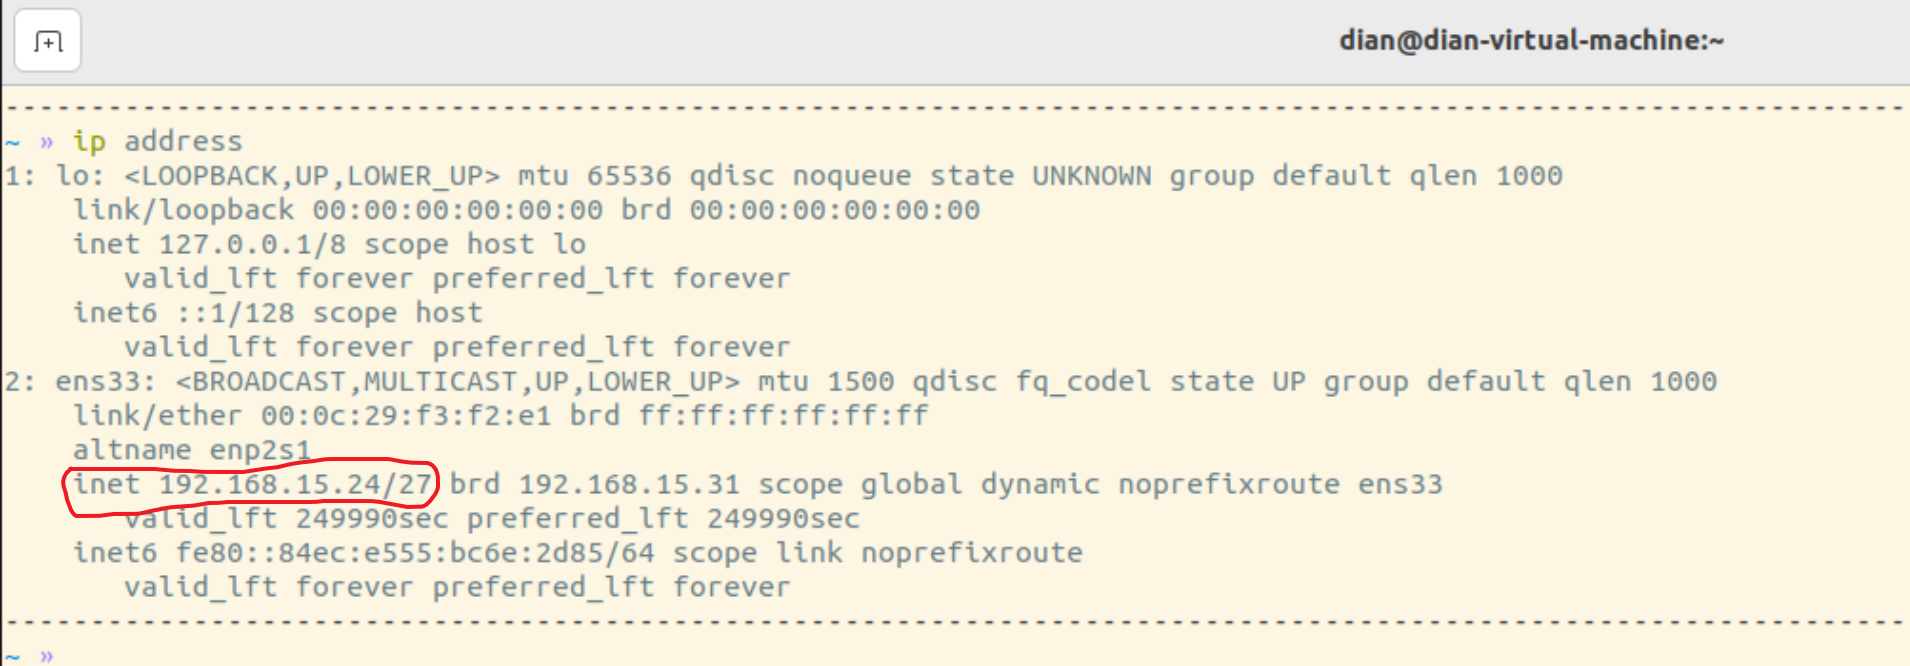 dian@dian-virtual-machine:~
--------------------------------------------------------------------------------------------------------------
~ » ip address
1: lo: <LOOPBACK,UP,LOWER_UP> mtu 65536 qdisc noqueue state UNKNOWN group default qlen 1000
    link/loopback 00:00:00:00:00:00 brd 00:00:00:00:00:00
    inet 127.0.0.1/8 scope host lo
       valid_lft forever preferred_lft forever
    inet6 ::1/128 scope host
       valid_lft forever preferred_lft forever
2: ens33: <BROADCAST,MULTICAST,UP,LOWER_UP> mtu 1500 qdisc fq_codel state UP group default qlen 1000
    link/ether 00:0c:29:f3:f2:e1 brd ff:ff:ff:ff:ff:ff
    altname enp2s1
    inet 192.168.15.24/27 brd 192.168.15.31 scope global dynamic noprefixroute ens33
       valid_lft 249990sec preferred_lft 249990sec
    inet6 fe80::84ec:e555:bc6e:2d85/64 scope link noprefixroute
       valid_lft forever preferred_lft forever
--------------------------------------------------------------------------------------------------------------
~ »